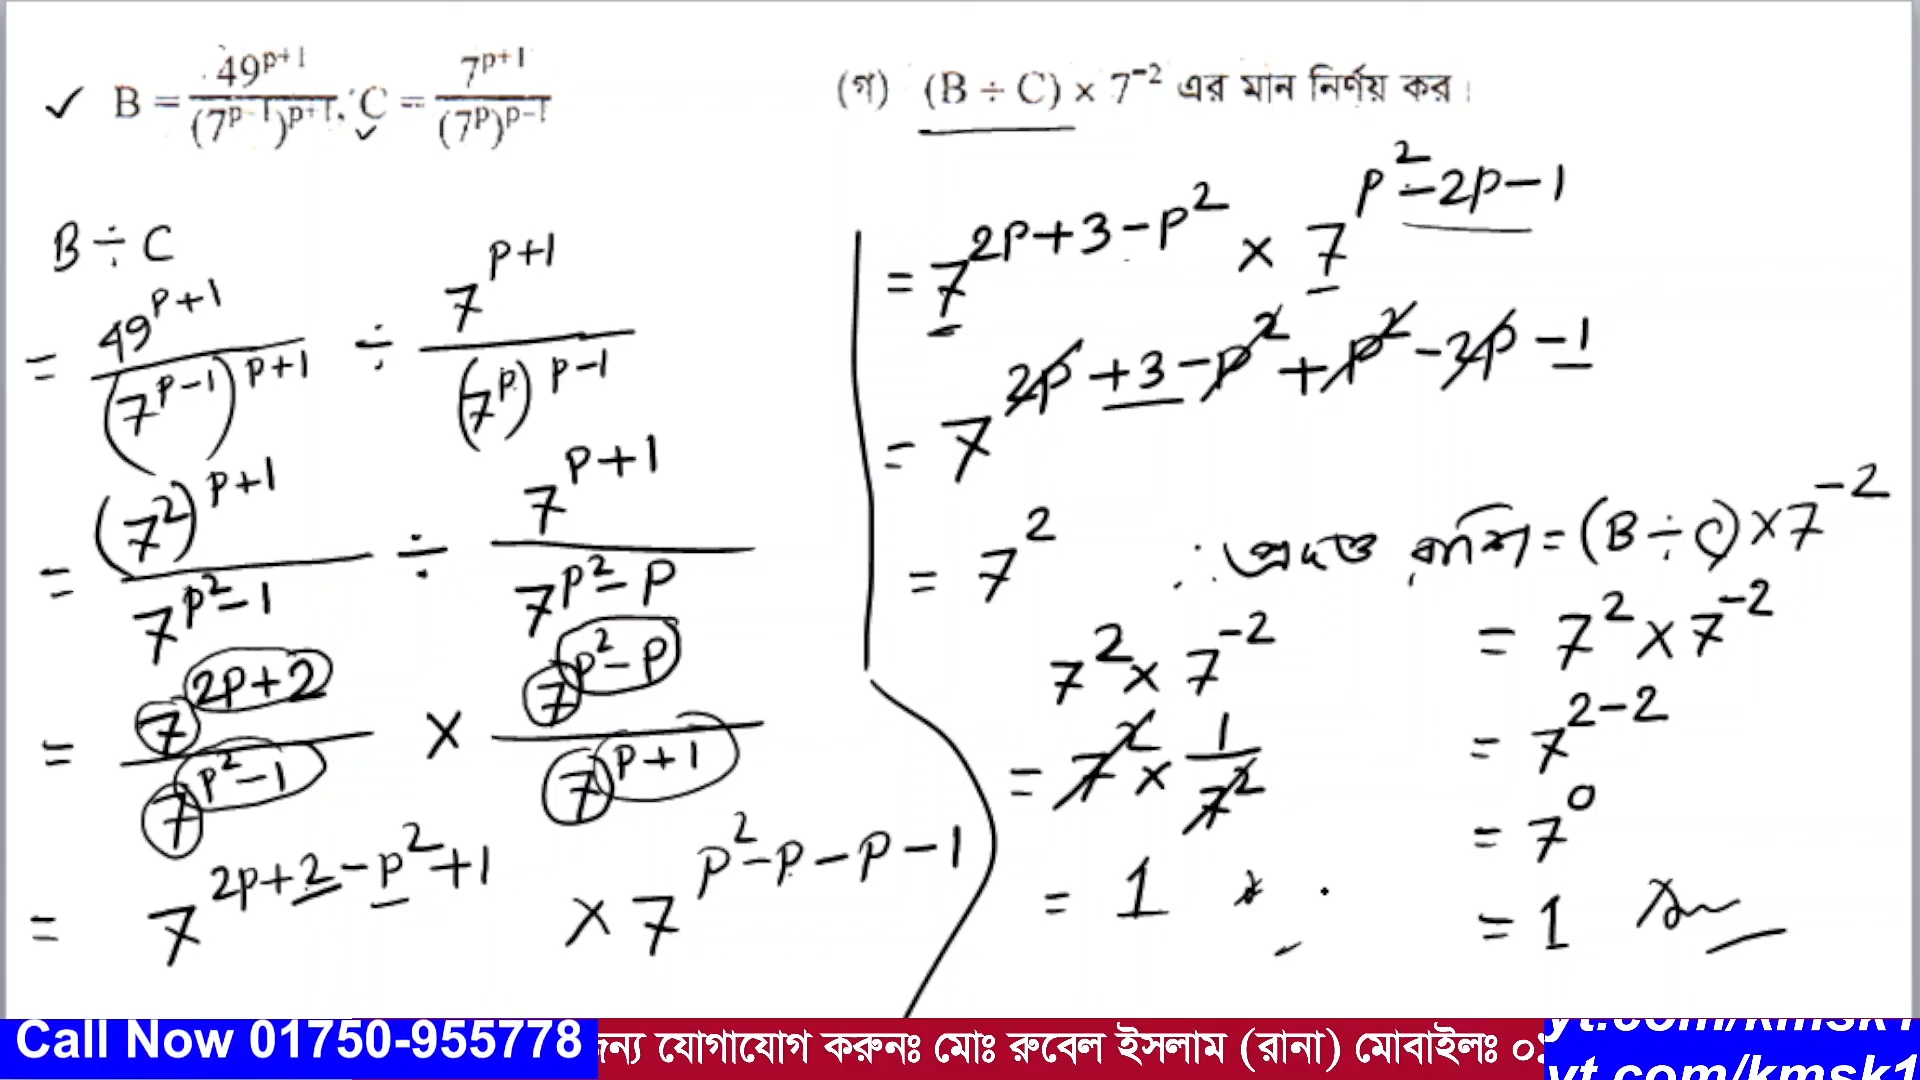 ✓ B = 49^{p+1}/(7^{p-1})^{p+1}, C = 7^{p+1}/(7^p)^{p-1}
(গ) (B ÷ C) × 7^{-2} এর মান নির্ণয় কর।
B ÷ C
= 49^{p+1}/(7^{p-1})^{p+1} ÷ 7^{p+1}/(7^p)^{p-1}
= (7^2)^{p+1}/7^{p^2-1} ÷ 7^{p+1}/7^{p^2-p}
= 7^{2p+2}/7^{p^2-1} × 7^{p^2-p}/7^{p+1}
= 7^{2p+2-p^2+1} × 7^{p^2-p-p-1}
= 7^{2p+3-p^2} × 7^{p^2-2p-1}
= 7^{2p+3-p^2+p^2-2p-1}
= 7^2
7^2 × 7^{-2}
= 7^2 × 1/7^2
= 1
∴ প্রদত্ত রাশি = (B ÷ C) × 7^{-2}
= 7^2 × 7^{-2}
= 7^{2-2}
= 7^0
= 1
Call Now 01750-955778
জন্য যোগাযোগ করুনঃ মোঃ রুবেল ইসলাম (রানা) মোবাইলঃ ০
yt.com/kmsk1
yt.com/kmsk1